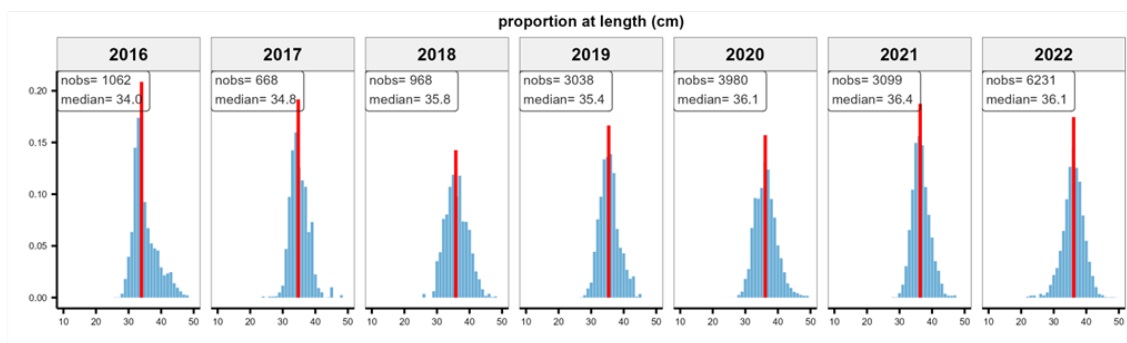 proportion at length (cm)
2016 2017 2018 2019 2020 2021 2022
nobs= 1062 nobs= 668 nobs= 968 nobs= 3038 nobs= 3980 nobs= 3099 nobs= 6231
median= 34.0 median= 34.8 median= 35.8 median= 35.4 median= 36.1 median= 36.4 median= 36.1
0.20
0.15
0.10
0.05
0.00
10 20 30 40 50 10 20 30 40 50 10 20 30 40 50 10 20 30 40 50 10 20 30 40 50 10 20 30 40 50 10 20 30 40 50